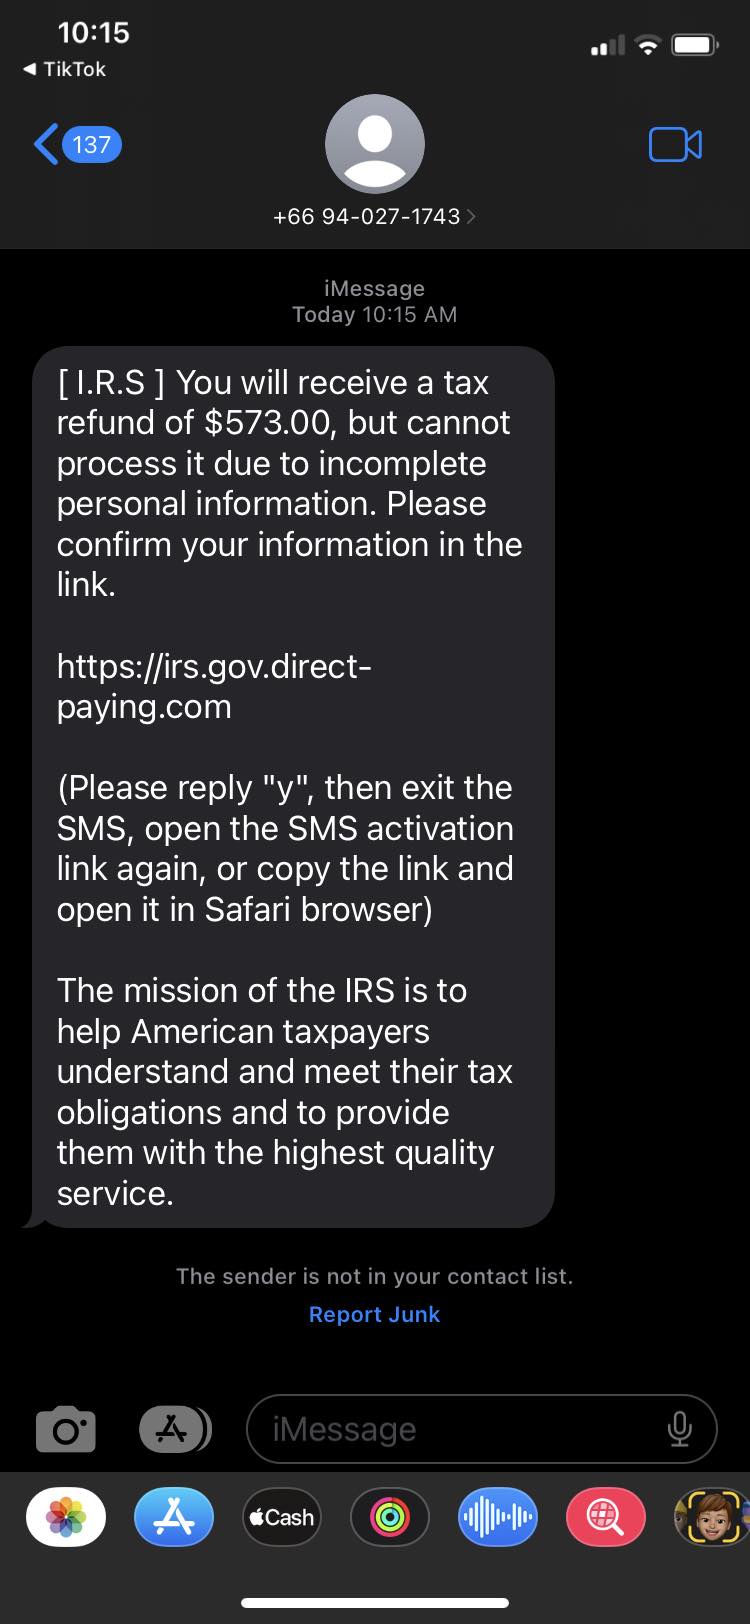 10:15
◀ TikTok
137
+66 94-027-1743
iMessage
Today 10:15 AM
[ I.R.S ] You will receive a tax
refund of $573.00, but cannot
process it due to incomplete
personal information. Please
confirm your information in the
link.
https://irs.gov.direct-
paying.com
(Please reply "y", then exit the
SMS, open the SMS activation
link again, or copy the link and
open it in Safari browser)
The mission of the IRS is to
help American taxpayers
understand and meet their tax
obligations and to provide
them with the highest quality
service.
The sender is not in your contact list.
Report Junk
iMessage
Cash